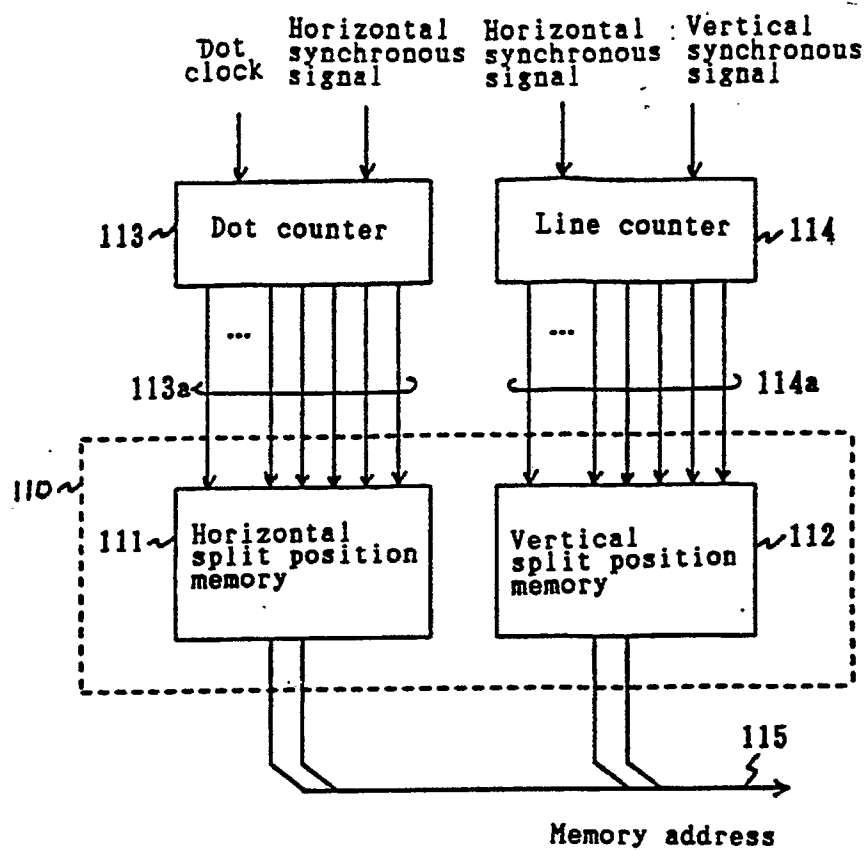 Dot
clock
Horizontal
synchronous
signal
Horizontal
synchronous
signal
Vertical
synchronous
signal
113
Dot counter
Line counter
114
...
...
113a
114a
110
111
Horizontal
split position
memory
Vertical
split position
memory
112
115
Memory address